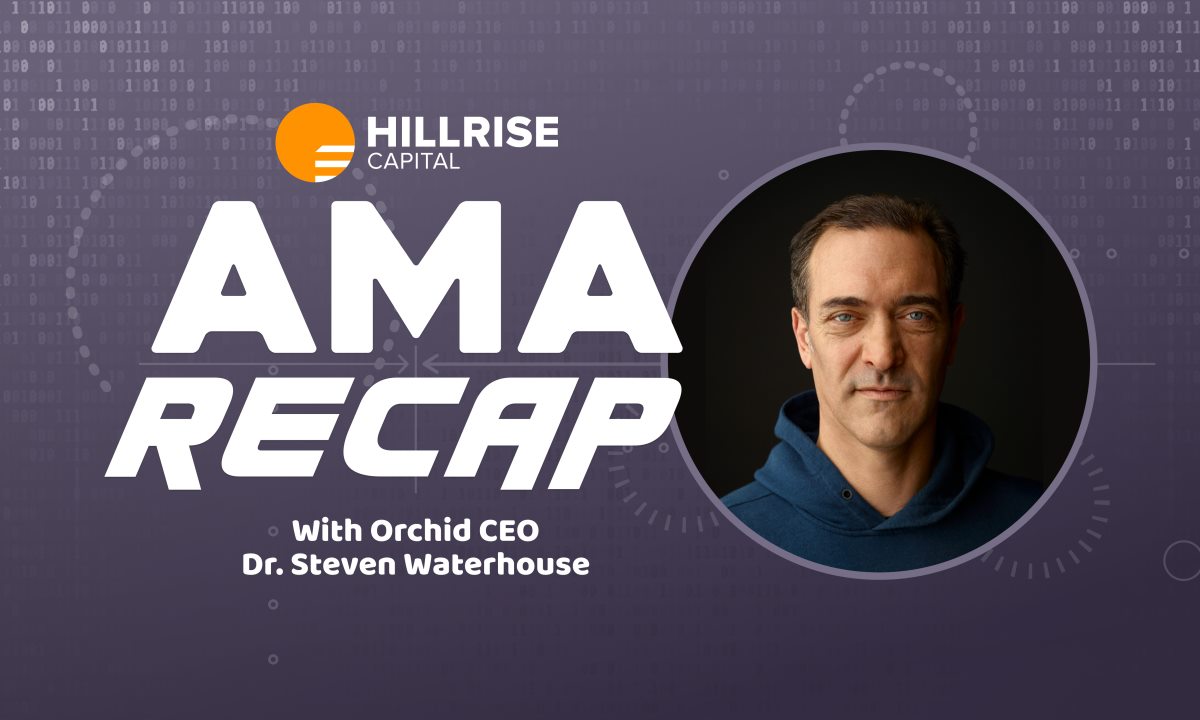 HILLRISE
CAPITAL
AMA
RECAP
With Orchid CEO
Dr. Steven Waterhouse